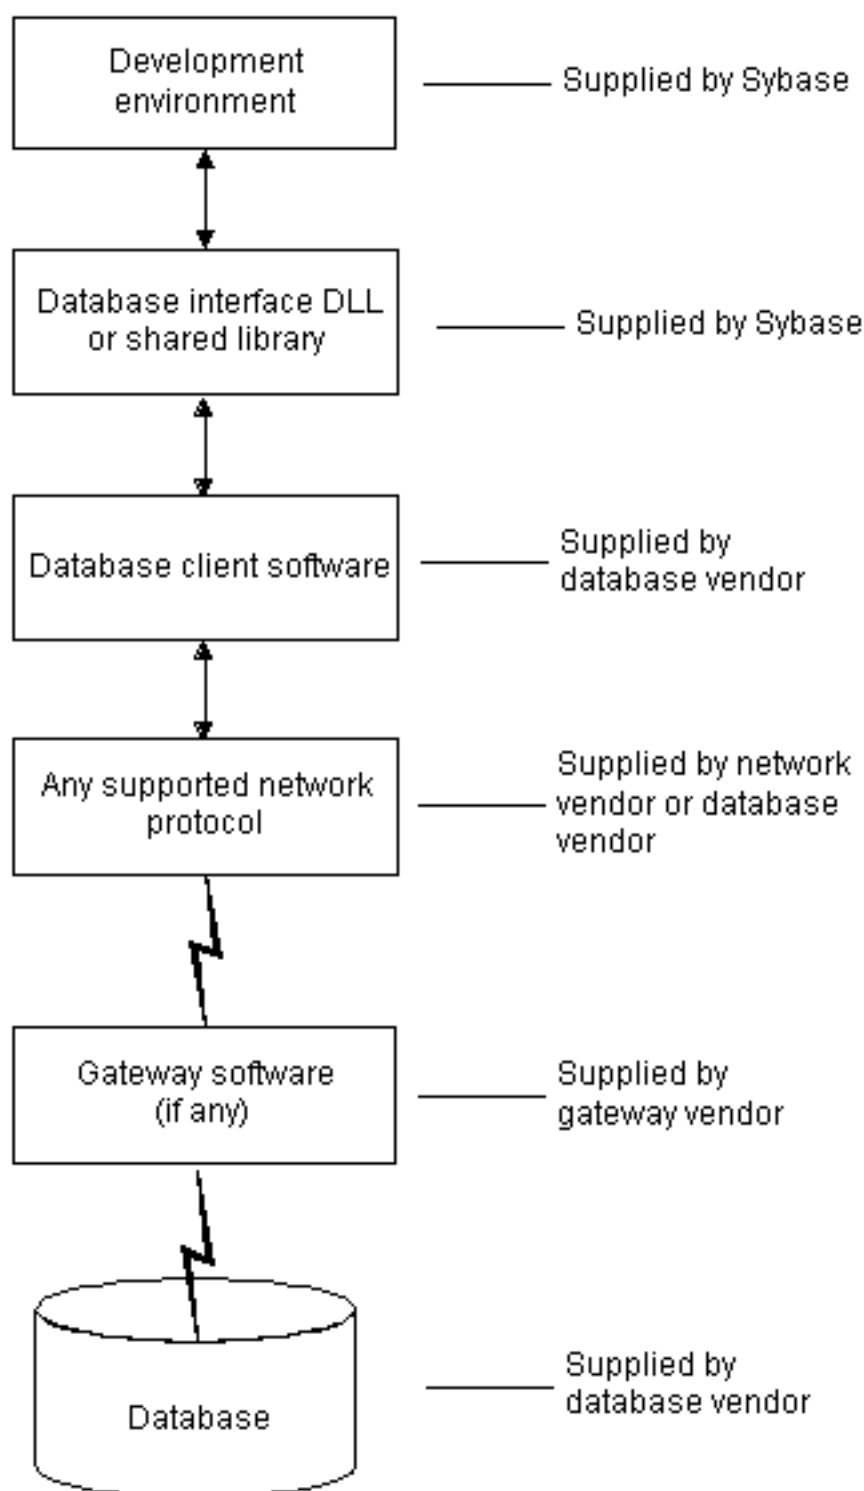 Development
environment
Supplied by Sybase
Database interface DLL
or shared library
Supplied by Sybase
Database client software
Supplied by
database vendor
Any supported network
protocol
Supplied by network
vendor or database
vendor
Gateway software
(if any)
Supplied by
gateway vendor
Database
Supplied by
database vendor